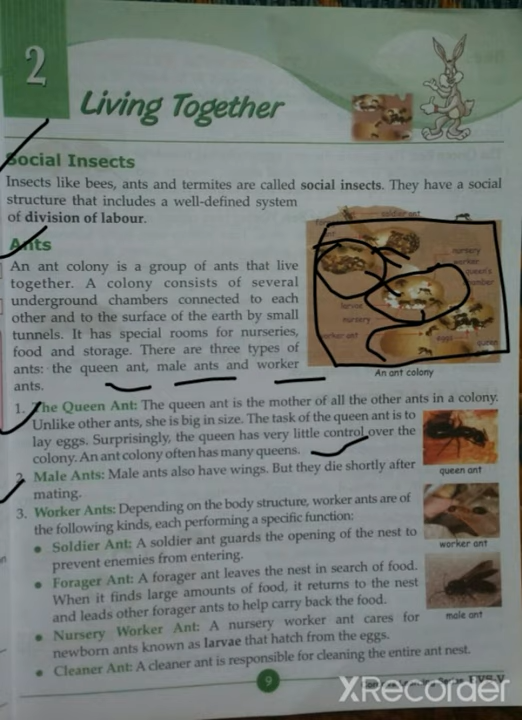 2
Living Together
Social Insects
Insects like bees, ants and termites are called social insects. They have a social
structure that includes a well-defined system
of division of labour.
Ants
An ant colony is a group of ants that live
together. A colony consists of several
underground chambers connected to each
other and to the surface of the earth by small
tunnels. It has special rooms for nurseries,
food and storage. There are three types of
ants: the queen ant, male ants and worker
ants.
soldier ant
nursery
worker
queen's
chamber
larvae
nursery
eggs
queen
An ant colony
1. The Queen Ant: The queen ant is the mother of all the other ants in a colony.
Unlike other ants, she is big in size. The task of the queen ant is to
lay eggs. Surprisingly, the queen has very little control over the
colony. An ant colony often has many queens.
queen ant
2. Male Ants: Male ants also have wings. But they die shortly after
mating.
3. Worker Ants: Depending on the body structure, worker ants are of
the following kinds, each performing a specific function:
• Soldier Ant: A soldier ant guards the opening of the nest to
prevent enemies from entering.
worker ant
• Forager Ant: A forager ant leaves the nest in search of food.
When it finds large amounts of food, it returns to the nest
and leads other forager ants to help carry back the food.
male ant
• Nursery Worker Ant: A nursery worker ant cares for
newborn ants known as larvae that hatch from the eggs.
• Cleaner Ant: A cleaner ant is responsible for cleaning the entire ant nest.
9
XRecorder